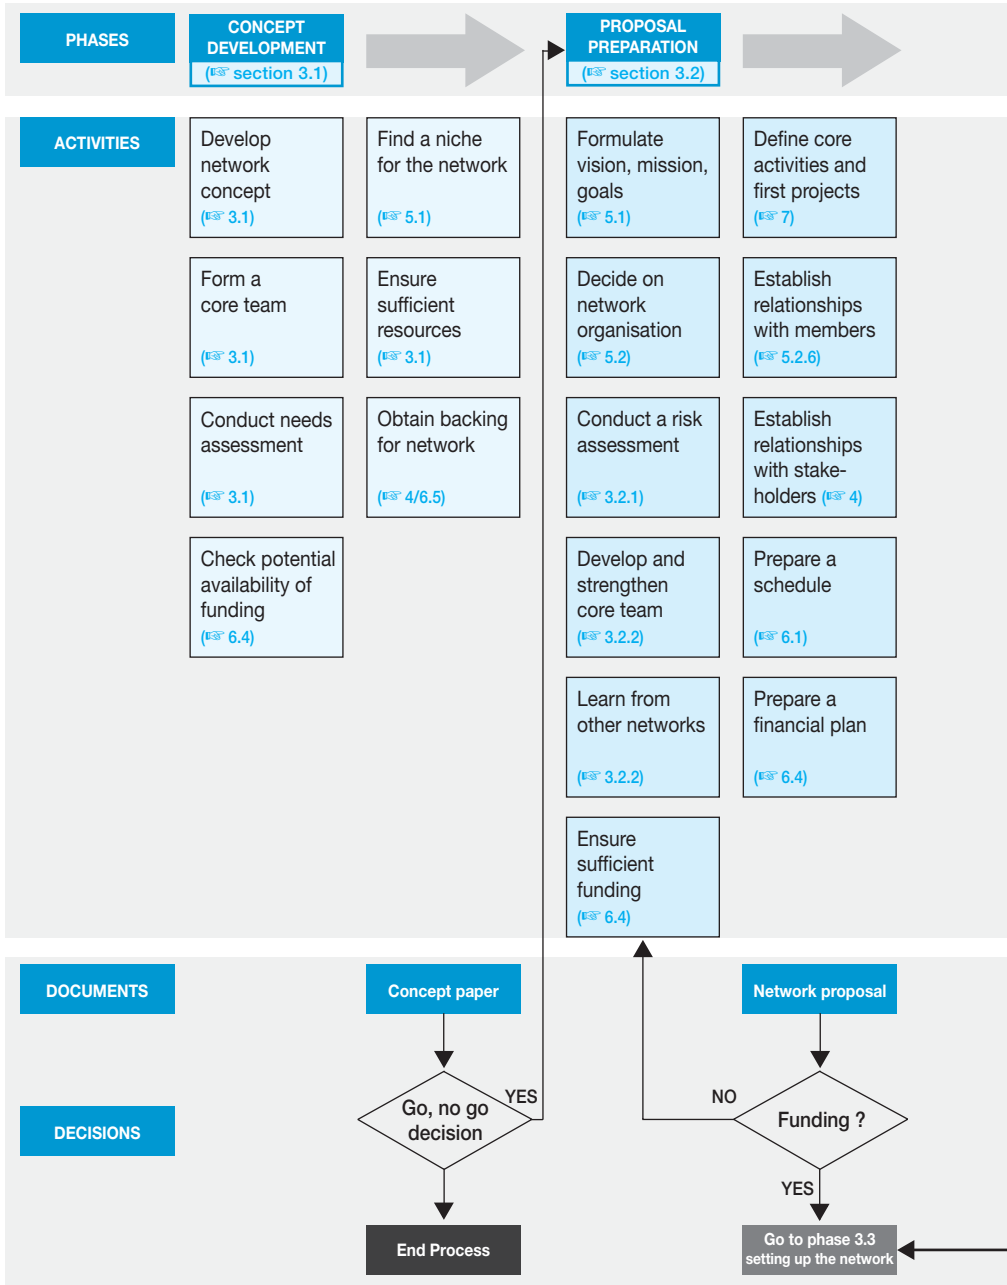 PHASES
CONCEPT
DEVELOPMENT
(☞ section 3.1)
PROPOSAL
PREPARATION
(☞ section 3.2)
ACTIVITIES
Develop
network
concept
(☞ 3.1)
Find a niche
for the network
(☞ 5.1)
Formulate
vision, mission,
goals
(☞ 5.1)
Define core
activities and
first projects
(☞ 7)
Form a
core team
(☞ 3.1)
Ensure
sufficient
resources
(☞ 3.1)
Decide on
network
organisation
(☞ 5.2)
Establish
relationships
with members
(☞ 5.2.6)
Conduct needs
assessment
(☞ 3.1)
Obtain backing
for network
(☞ 4/6.5)
Conduct a risk
assessment
(☞ 3.2.1)
Establish
relationships
with stake-
holders (☞ 4)
Check potential
availability of
funding
(☞ 6.4)
Develop and
strengthen
core team
(☞ 3.2.2)
Prepare a
schedule
(☞ 6.1)
Learn from
other networks
(☞ 3.2.2)
Prepare a
financial plan
(☞ 6.4)
Ensure
sufficient
funding
(☞ 6.4)
DOCUMENTS
Concept paper
Network proposal
DECISIONS
Go, no go
decision
YES
NO
Funding ?
YES
End Process
Go to phase 3.3
setting up the network